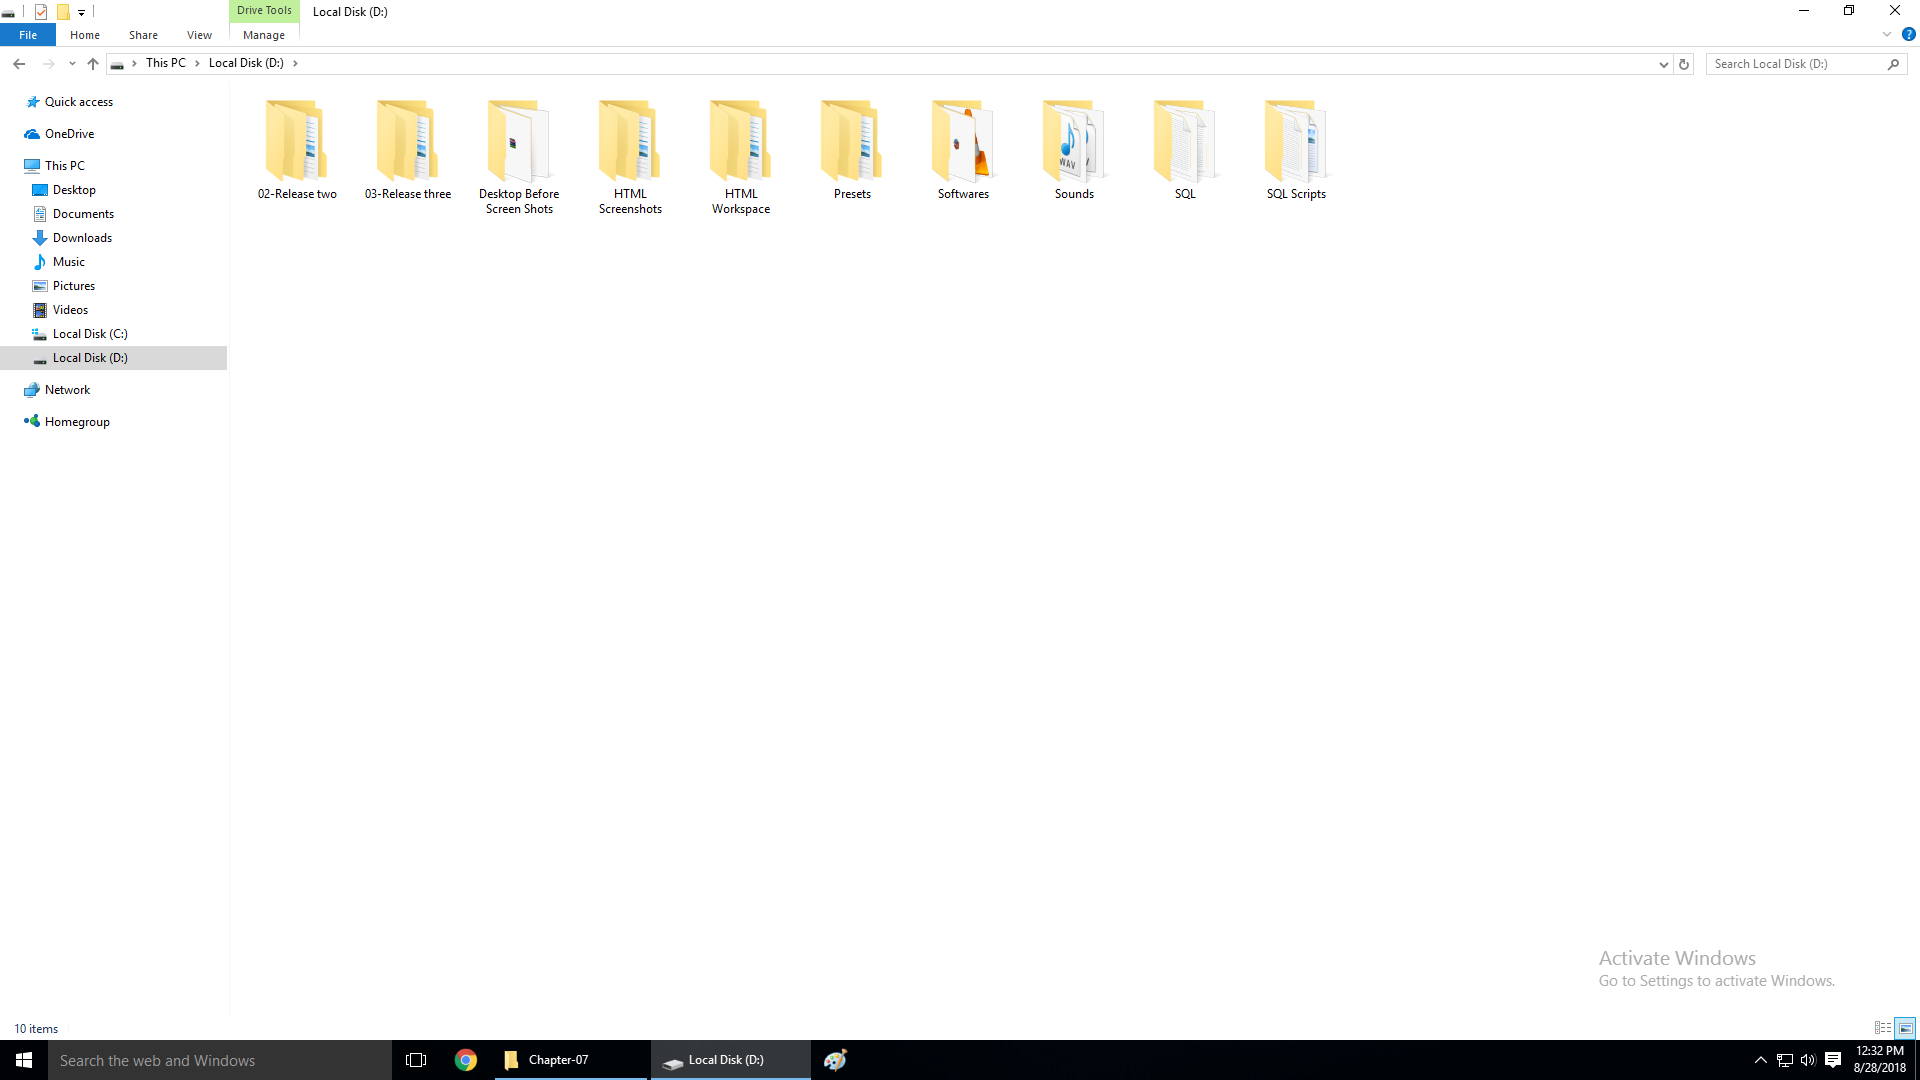 Drive Tools
Local Disk (D:)
File
Home
Share
View
Manage
This PC
Local Disk (D:)
Search Local Disk (D:)
Quick access
OneDrive
This PC
Desktop
Documents
Downloads
Music
Pictures
Videos
Local Disk (C:)
Local Disk (D:)
Network
Homegroup
02-Release two
03-Release three
Desktop Before
Screen Shots
HTML
Screenshots
HTML
Workspace
Presets
Softwares
WAV
Sounds
SQL
SQL Scripts
Activate Windows
Go to Settings to activate Windows.
10 items
Search the web and Windows
Chapter-07
Local Disk (D:)
12:32 PM
8/28/2018